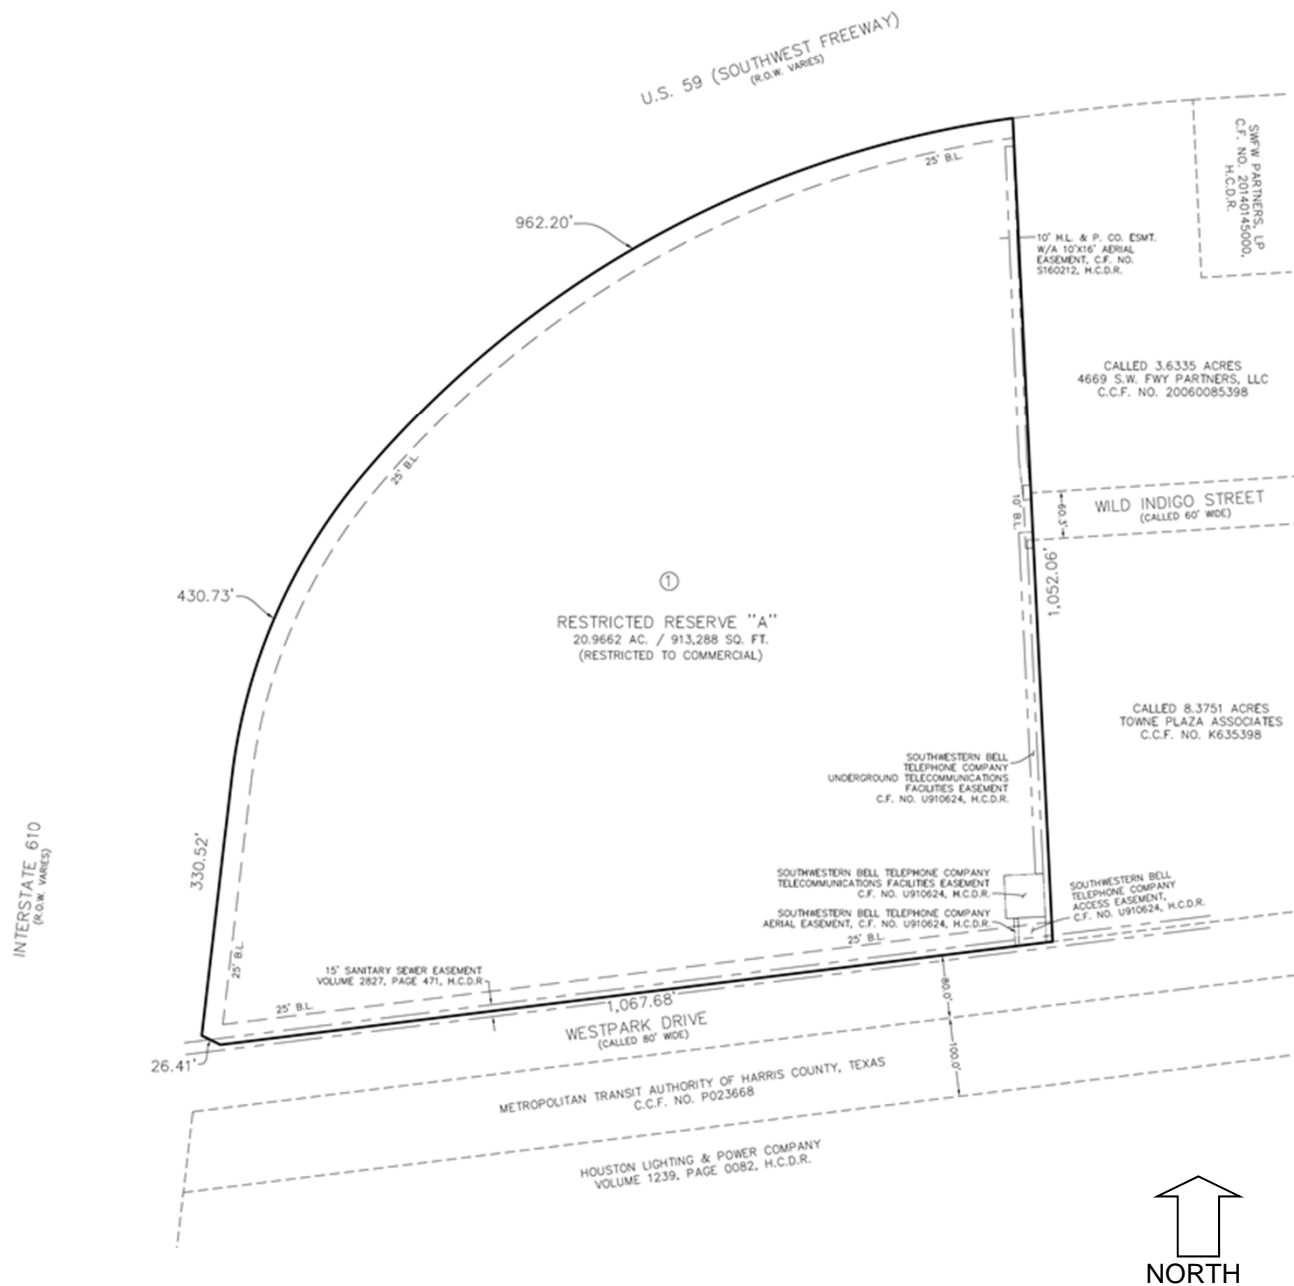 U.S. 59 (SOUTHWEST FREEWAY)
(R.O.W. VARIES)
25' B.L.
SWFW PARTNERS, LP
C.F. NO. 20140145000,
H.C.D.R.
962.20'
10' H.L. & P. CO. ESMT.
W/A 10'X16' AERIAL
EASEMENT, C.F. NO.
S160212, H.C.D.R.
CALLED 3.6335 ACRES
4669 S.W. FWY PARTNERS, LLC
C.C.F. NO. 20060085398
25' B.L.
10' B.L.
60.3'
WILD INDIGO STREET
(CALLED 60' WIDE)
1,052.06'
430.73'
1
RESTRICTED RESERVE "A"
20.9662 AC. / 913,288 SQ. FT.
(RESTRICTED TO COMMERCIAL)
CALLED 8.3751 ACRES
TOWNE PLAZA ASSOCIATES
C.C.F. NO. K635398
SOUTHWESTERN BELL
TELEPHONE COMPANY
UNDERGROUND TELECOMMUNICATIONS
FACILITIES EASEMENT
C.F. NO. U910624, H.C.D.R.
INTERSTATE 610
(R.O.W. VARIES)
330.52'
SOUTHWESTERN BELL TELEPHONE COMPANY
TELECOMMUNICATIONS FACILITIES EASEMENT
C.F. NO. U910624, H.C.D.R.
SOUTHWESTERN BELL TELEPHONE COMPANY
AERIAL EASEMENT, C.F. NO. U910624, H.C.D.R.
SOUTHWESTERN BELL
TELEPHONE COMPANY
ACCESS EASEMENT,
C.F. NO. U910624, H.C.D.R.
25' B.L.
25' B.L.
15' SANITARY SEWER EASEMENT
VOLUME 2827, PAGE 471, H.C.D.R
25' B.L.
1,067.68'
WESTPARK DRIVE
(CALLED 80' WIDE)
80.0'
26.41'
100.0'
METROPOLITAN TRANSIT AUTHORITY OF HARRIS COUNTY, TEXAS
C.C.F. NO. P023668
HOUSTON LIGHTING & POWER COMPANY
VOLUME 1239, PAGE 0082, H.C.D.R.
NORTH